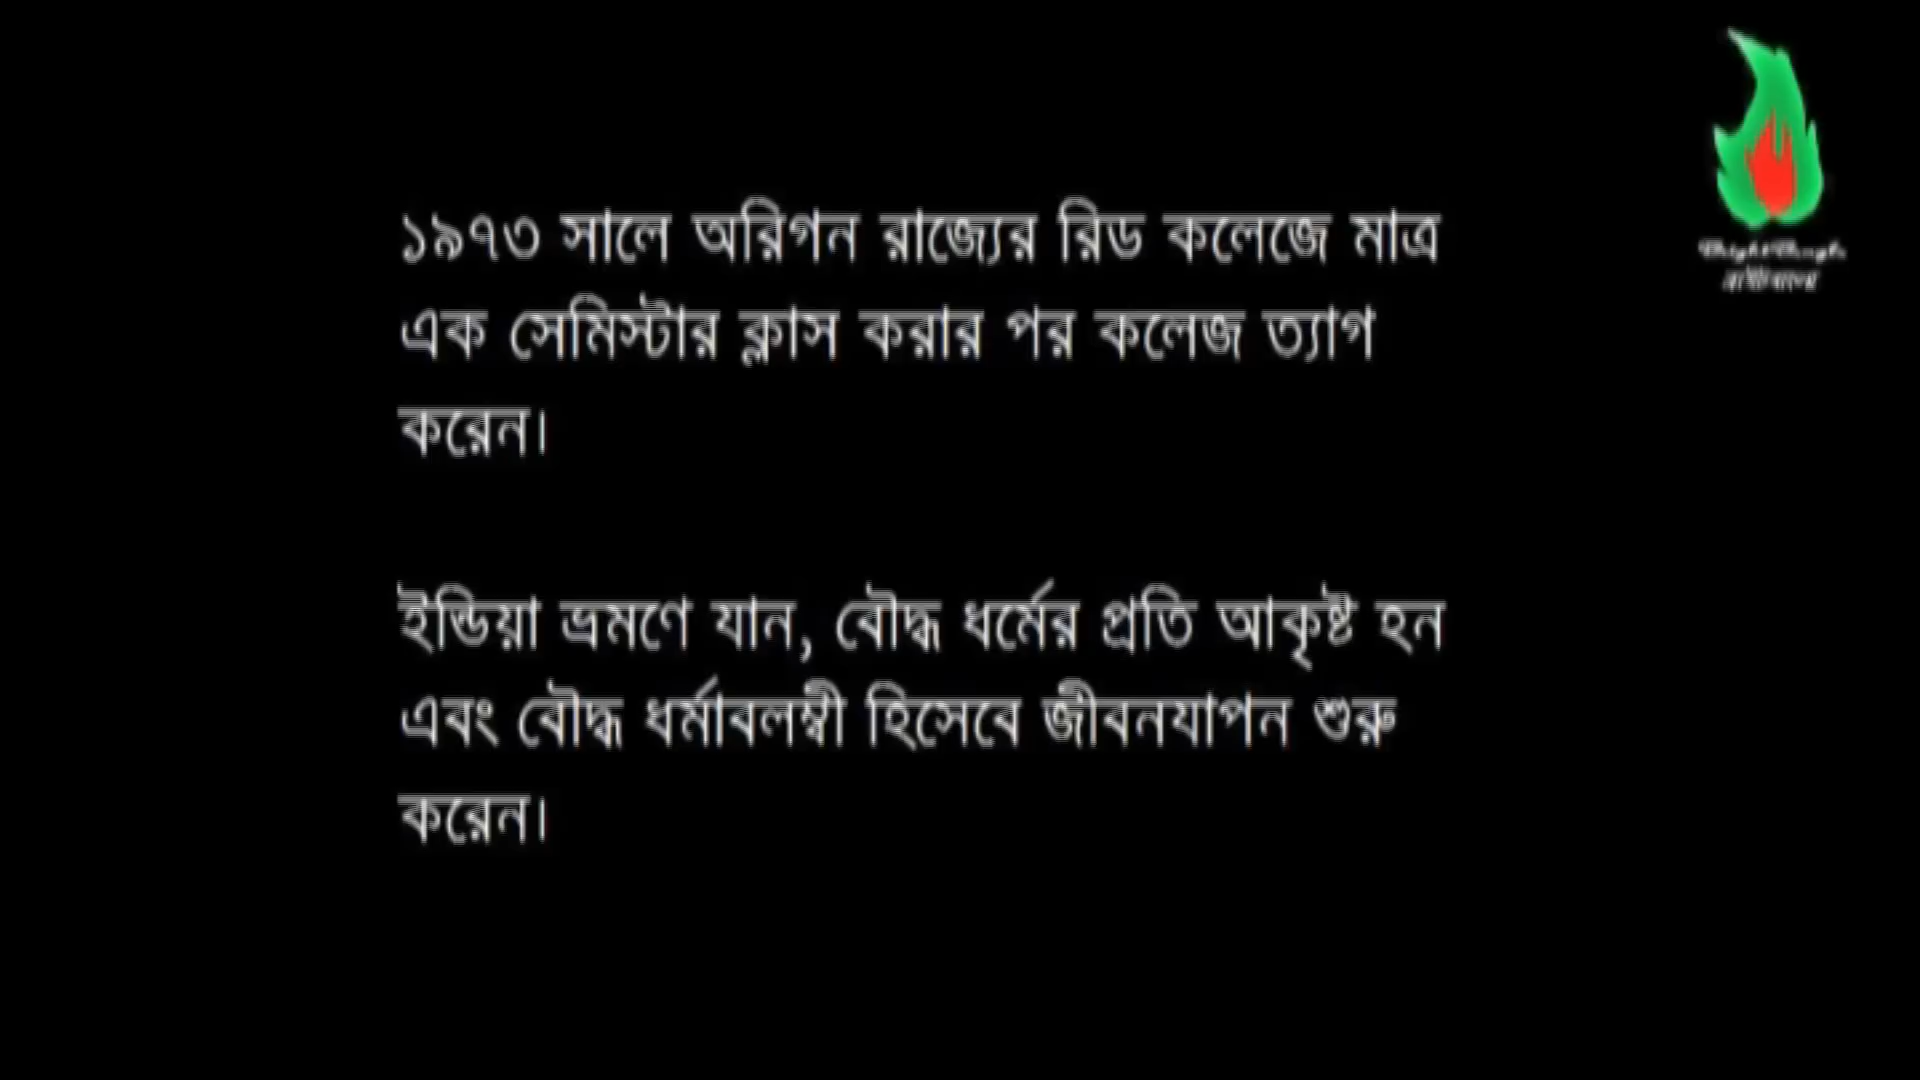 ১৯৭৩ সালে অরিগন রাজ্যের রিড কলেজে মাত্র
এক সেমিস্টার ক্লাস করার পর কলেজ ত্যাগ
করেন।
ইন্ডিয়া ভ্রমণে যান, বৌদ্ধ ধর্মের প্রতি আকৃষ্ট হন
এবং বৌদ্ধ ধর্মাবলম্বী হিসেবে জীবনযাপন শুরু
করেন।